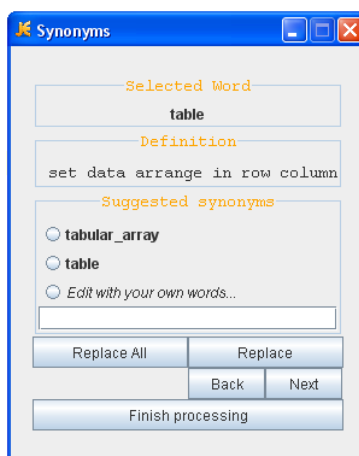 Synonyms
Selected Word
table
Definition
set data arrange in row column
Suggested synonyms
tabular_array
table
Edit with your own words...
Replace All Replace
Back Next
Finish processing